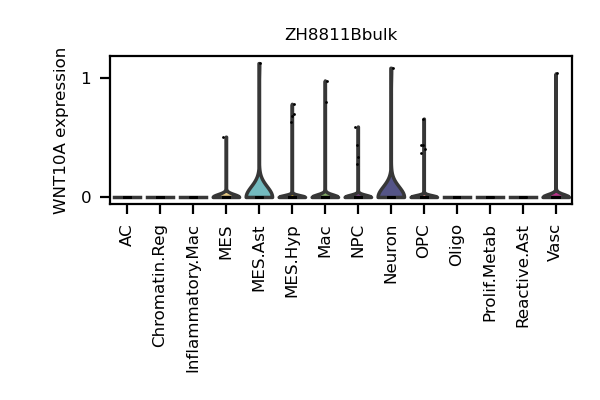 ZH8811Bbulk
WNT10A expression
1
0
AC
Chromatin.Reg
Inflammatory.Mac
MES
MES.Ast
MES.Hyp
Mac
NPC
Neuron
OPC
Oligo
Prolif.Metab
Reactive.Ast
Vasc